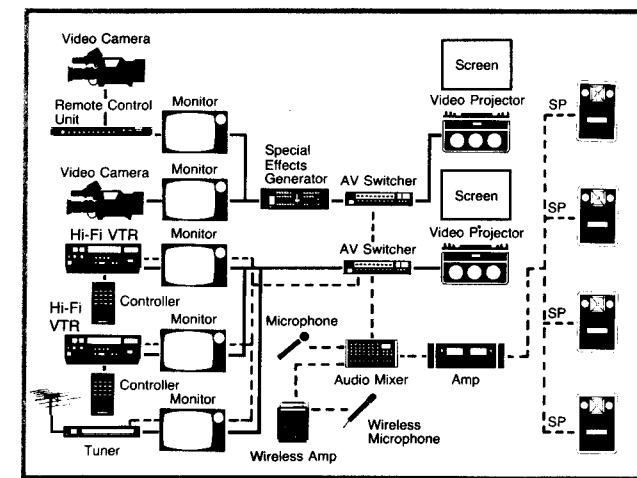 Video Camera
Remote Control
Unit
Monitor
Screen
Video Projector
SP
Video Camera
Monitor
Special
Effects
Generator
AV Switcher
Screen
Video Projector
SP
Hi-Fi VTR
Monitor
AV Switcher
Controller
Hi-Fi
VTR
Monitor
Microphone
Audio Mixer
Amp
SP
Controller
Monitor
Tuner
Wireless Amp
Wireless
Microphone
SP